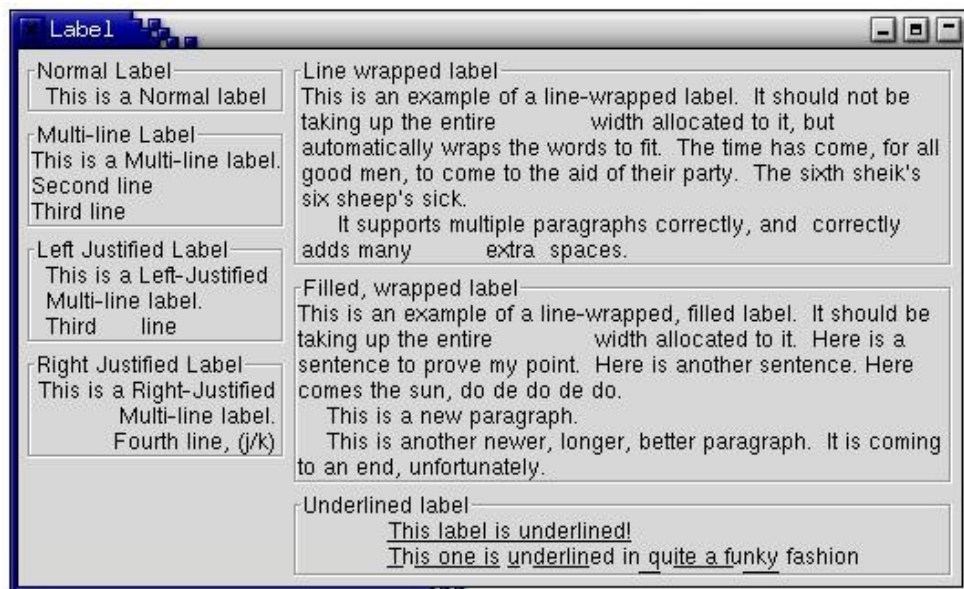 Label
Normal Label
This is a Normal label
Multi-line Label
This is a Multi-line label.
Second line
Third line
Left Justified Label
This is a Left-Justified
Multi-line label.
Third      line
Right Justified Label
This is a Right-Justified
Multi-line label.
Fourth line, (j/k)
Line wrapped label
This is an example of a line-wrapped label.  It should not be
taking up the entire             width allocated to it, but
automatically wraps the words to fit.  The time has come, for all
good men, to come to the aid of their party.  The sixth sheik's
six sheep's sick.
     It supports multiple paragraphs correctly, and  correctly
adds many          extra  spaces.
Filled, wrapped label
This is an example of a line-wrapped, filled label.  It should be
taking up the entire              width allocated to it.  Here is a
sentence to prove my point.  Here is another sentence. Here
comes the sun, do de do de do.
    This is a new paragraph.
    This is another newer, longer, better paragraph.  It is coming
to an end, unfortunately.
Underlined label
This label is underlined!
This one is underlined in quite a funky fashion